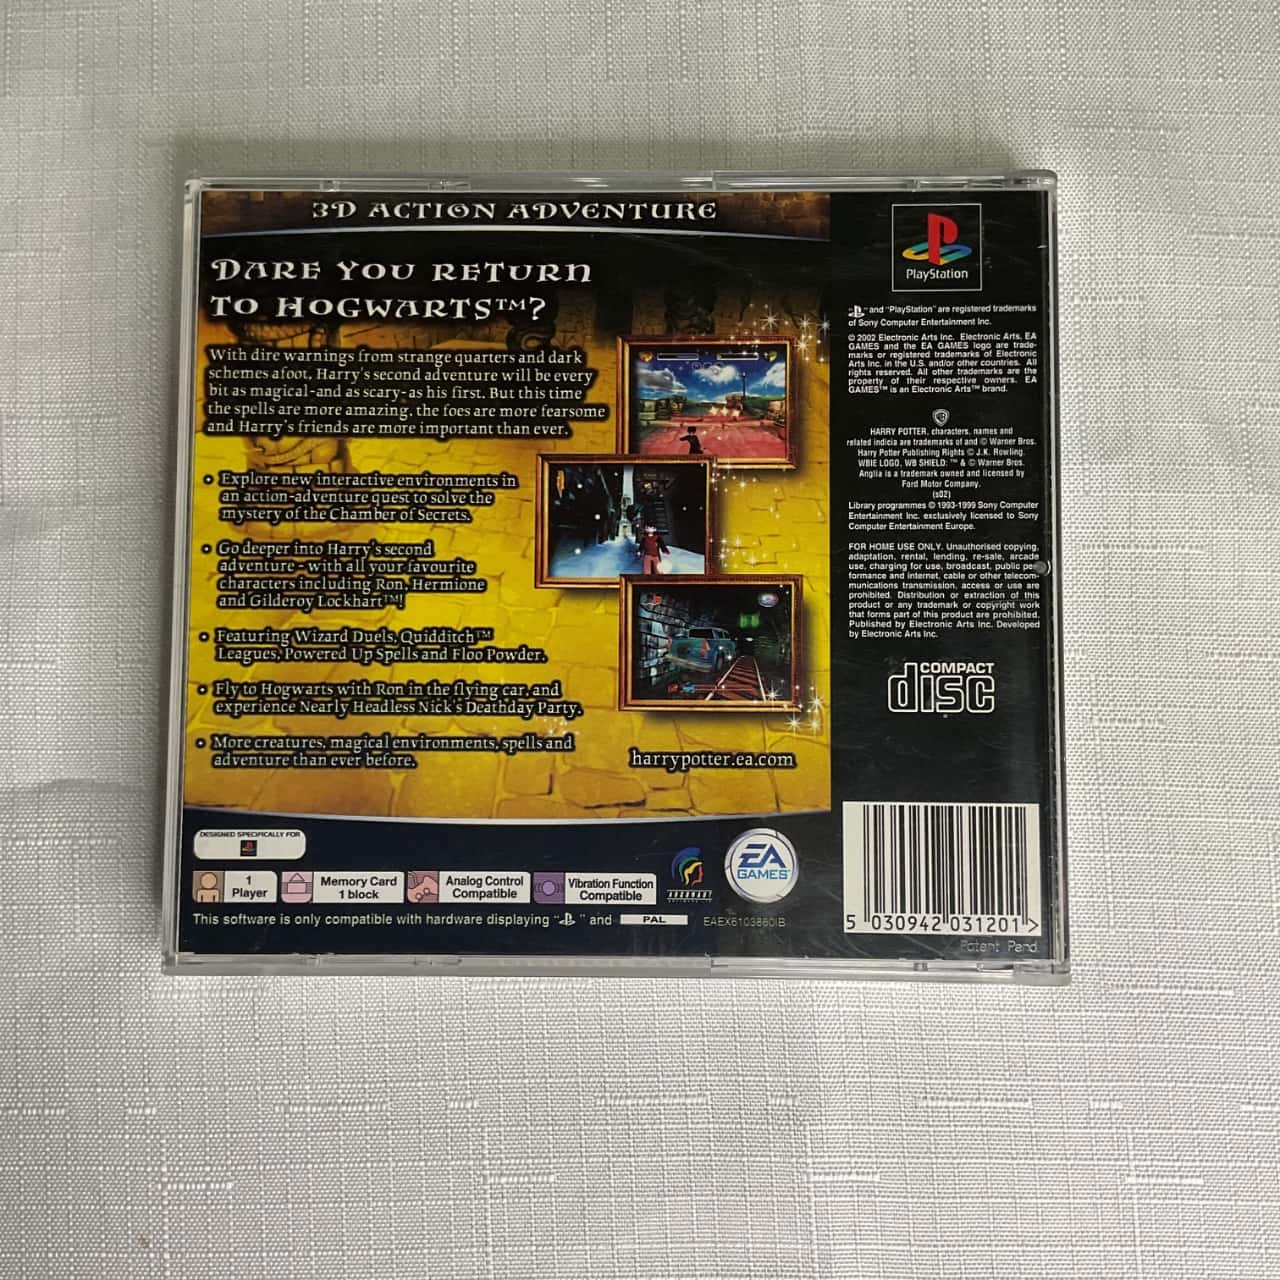 3D ACTION ADVENTURE
DARE YOU RETURN
TO HOGWARTS™?
With dire warnings from strange quarters and dark
schemes afoot, Harry's second adventure will be every
bit as magical-and as scary-as his first. But this time
the spells are more amazing, the foes are more fearsome
and Harry's friends are more important than ever.
• Explore new interactive environments in
an action-adventure quest to solve the
mystery of the Chamber of Secrets.
• Go deeper into Harry's second
adventure - with all your favourite
characters including Ron, Hermione
and Gilderoy Lockhart™!
• Featuring Wizard Duels, Quidditch™
Leagues, Powered Up Spells and Floo Powder.
• Fly to Hogwarts with Ron in the flying car, and
experience Nearly Headless Nick's Deathday Party.
• More creatures, magical environments, spells and
adventure than ever before.
harrypotter.ea.com
DESIGNED SPECIFICALLY FOR
1
Player
Memory Card
1 block
Analog Control
Compatible
Vibration Function
Compatible
ARGONAUT
EA
GAMES™
This software is only compatible with hardware displaying " " and PAL
EAEX6103860IB
PlayStation
" " and "PlayStation" are registered trademarks
of Sony Computer Entertainment Inc.
© 2002 Electronic Arts Inc. Electronic Arts, EA
GAMES and the EA GAMES logo are trade-
marks or registered trademarks of Electronic
Arts Inc. in the U.S. and/or other countries. All
rights reserved. All other trademarks are the
property of their respective owners. EA
GAMES™ is an Electronic Arts™ brand.
WB
HARRY POTTER, characters, names and
related indicia are trademarks of and © Warner Bros.
Harry Potter Publishing Rights © J.K. Rowling.
WBIE LOGO, WB SHIELD: ™ & © Warner Bros.
Anglia is a trademark owned and licensed by
Ford Motor Company.
(s02)
Library programmes © 1993-1999 Sony Computer
Entertainment Inc. exclusively licensed to Sony
Computer Entertainment Europe.
FOR HOME USE ONLY. Unauthorised copying,
adaptation, rental, lending, re-sale, arcade
use, charging for use, broadcast, public per-
formance and internet, cable or other telecom-
munications transmission, access or use are
prohibited. Distribution or extraction of this
product or any trademark or copyright work
that forms part of this product are prohibited.
Published by Electronic Arts Inc. Developed
by Electronic Arts Inc.
COMPACT
disc
5 030942 031201 >
Patent Pend.